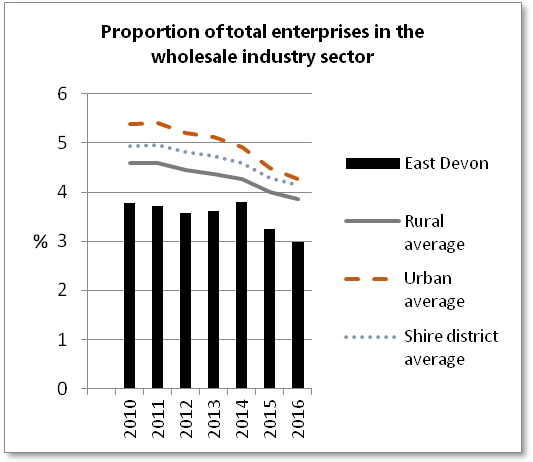 Proportion of total enterprises in the
wholesale industry sector
6
5
4
3
2
1
0
%
2010
2011
2012
2013
2014
2015
2016
East Devon
Rural
average
Urban
average
Shire district
average